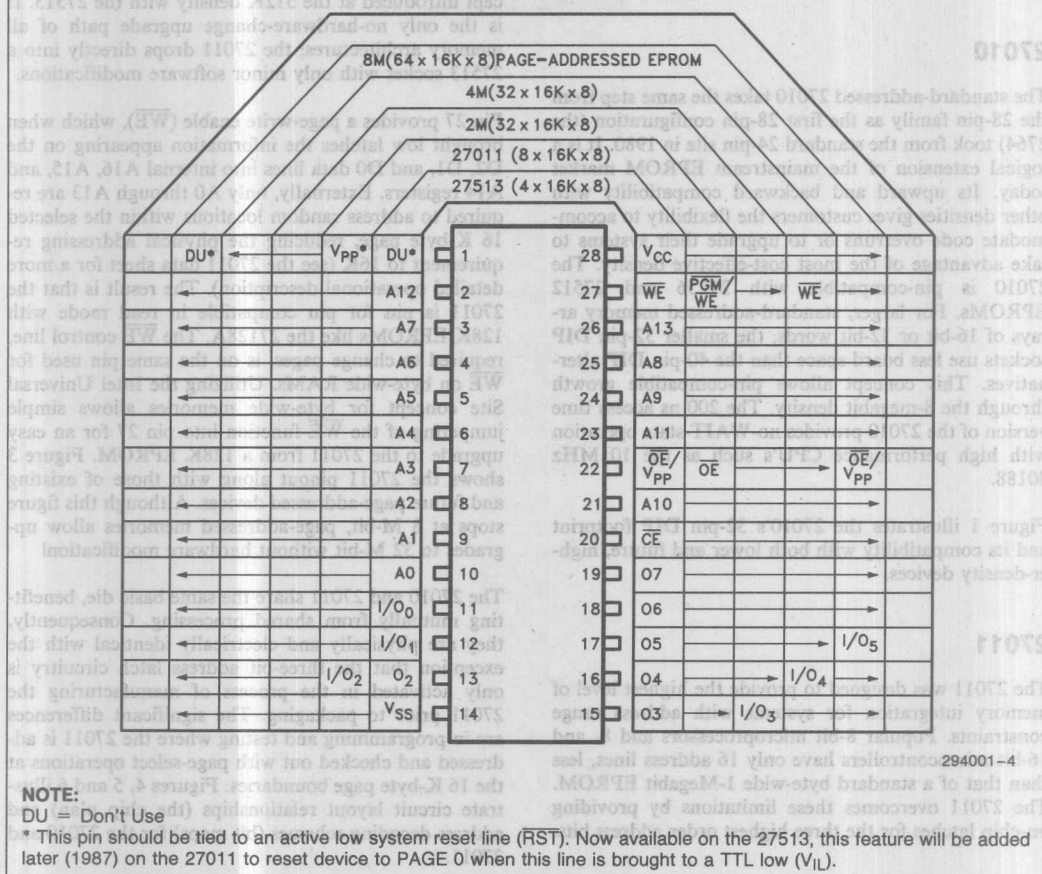 8M(64 x 16K x 8)PAGE-ADDRESSED EPROM
4M(32 x 16K x 8)
2M(32 x 16K x 8)
27011 (8 x 16K x 8)
27513 (4 x 16K x 8)
DU* VPP* DU* 1 28 VCC
A12 2 27 WE PGM/WE WE
A7 3 26 A13
A6 4 25 A8
A5 5 24 A9
A4 6 23 A11
A3 7 22 OE/VPP OE OE/VPP
A2 8 21 A10
A1 9 20 CE
A0 10 19 O7
I/O0 11 18 O6
I/O1 12 17 O5 I/O5
I/O2 O2 13 16 O4 I/O4
VSS 14 15 O3 I/O3
294001-4
NOTE:
DU = Don't Use
* This pin should be tied to an active low system reset line (RST). Now available on the 27513, this feature will be added
later (1987) on the 27011 to reset device to PAGE 0 when this line is brought to a TTL low (VIL).